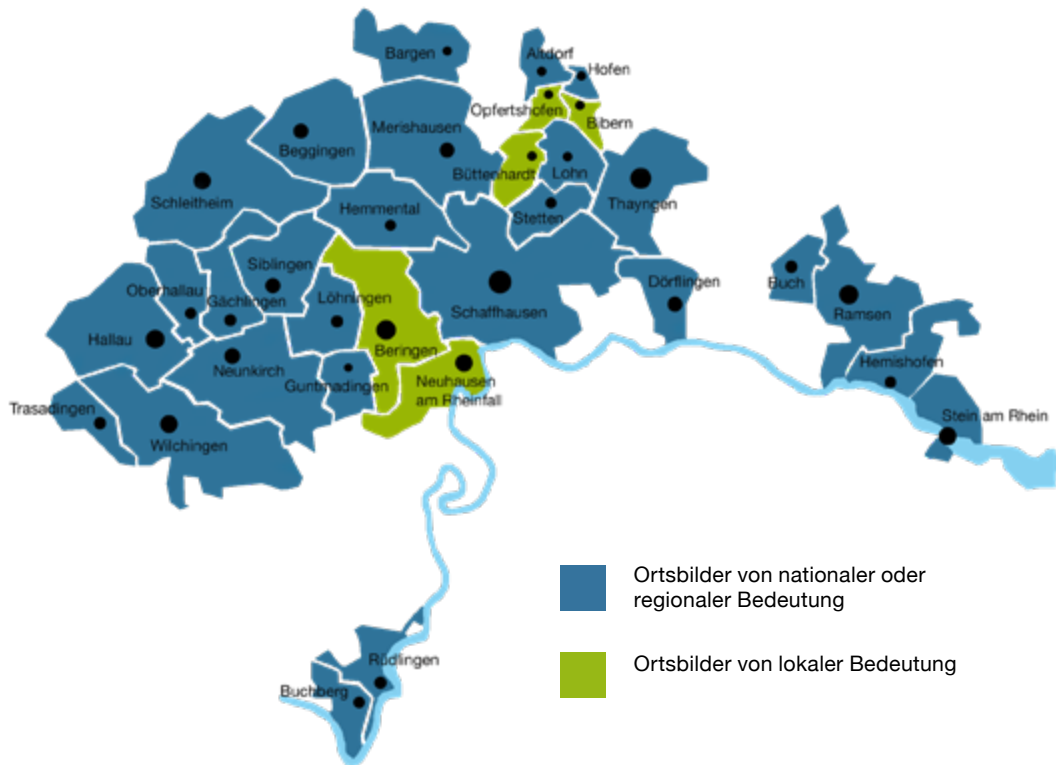 Bargen
Altdorf
Hofen
Opfertshofen
Bibern
Merishausen
Beggingen
Büttenhardt
Lohn
Schleitheim
Thayngen
Hemmental
Stetten
Siblingen
Oberhallau
Gächlingen
Löhningen
Dörflingen
Buch
Schaffhausen
Ramsen
Hallau
Beringen
Neunkirch
Guntmadingen
Neuhausen
am Rheinfall
Hemishofen
Trasadingen
Stein am Rhein
Wilchingen
Ortsbilder von nationaler oder
regionaler Bedeutung
Ortsbilder von lokaler Bedeutung
Rüdlingen
Buchberg